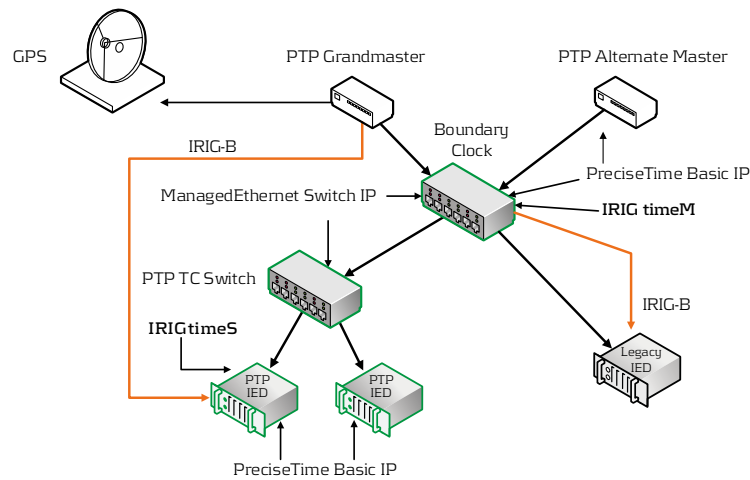 GPS
PTP Grandmaster
PTP Alternate Master
IRIG-B
Boundary
Clock
PreciseTime Basic IP
ManagedEthernet Switch IP
IRIG timeM
PTP TC Switch
IRIG-B
IRIGtimeS
PTP
IED
PTP
IED
Legacy
IED
PreciseTime Basic IP